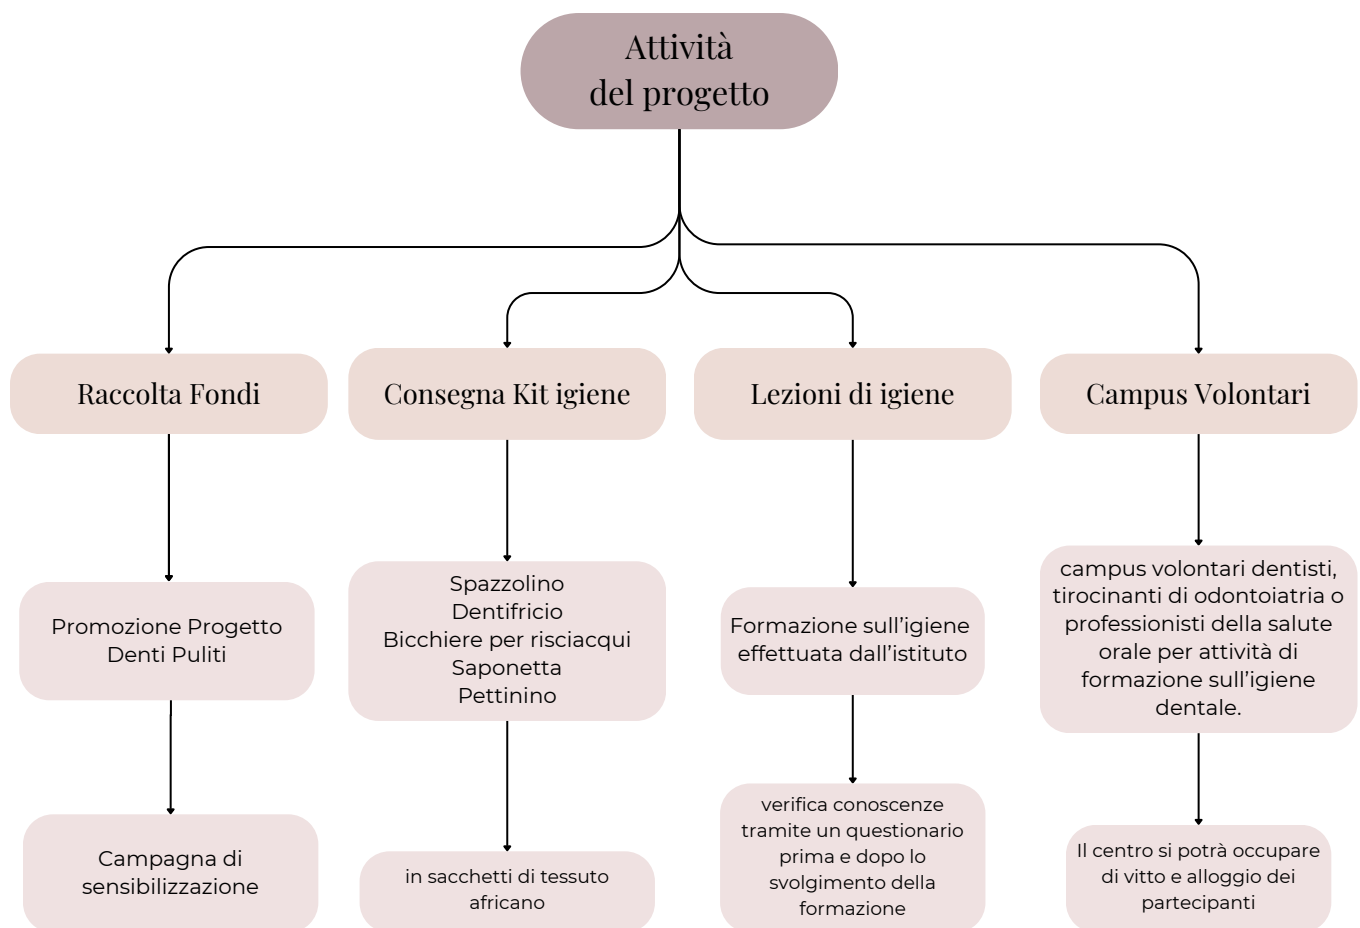 Attività
del progetto
Raccolta Fondi
Consegna Kit igiene
Lezioni di igiene
Campus Volontari
Promozione Progetto
Denti Puliti
Spazzolino
Dentifricio
Bicchiere per risciacqui
Saponetta
Pettinino
Formazione sull’igiene
effettuata dall’istituto
campus volontari dentisti,
tirocinanti di odontoiatria o
professionisti della salute
orale per attività di
formazione sull’igiene
dentale.
Campagna di
sensibilizzazione
in sacchetti di tessuto
africano
verifica conoscenze
tramite un questionario
prima e dopo lo
svolgimento della
formazione
Il centro si potrà occupare
di vitto e alloggio dei
partecipanti